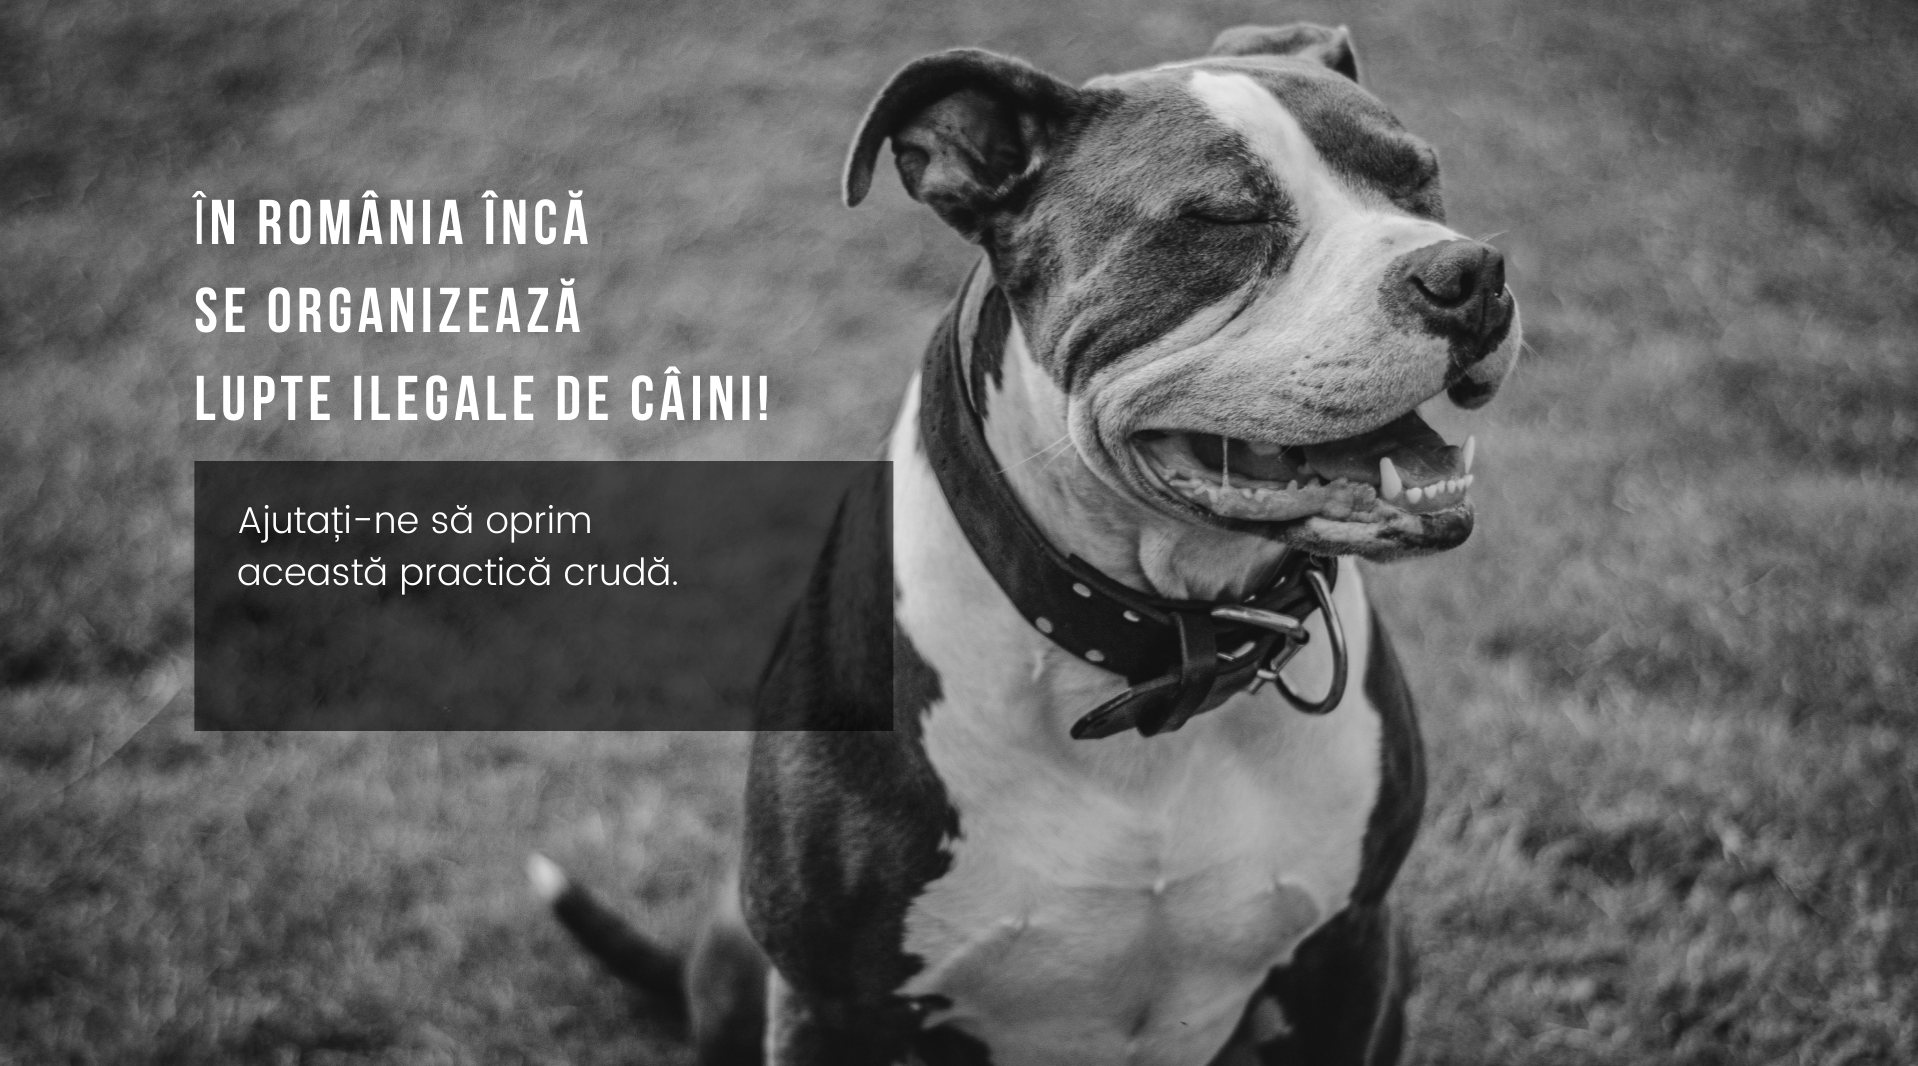 ÎN ROMÂNIA ÎNCĂ
SE ORGANIZEAZĂ
LUPTE ILEGALE DE CÂINI!
Ajutați-ne să oprim
această practică crudă.